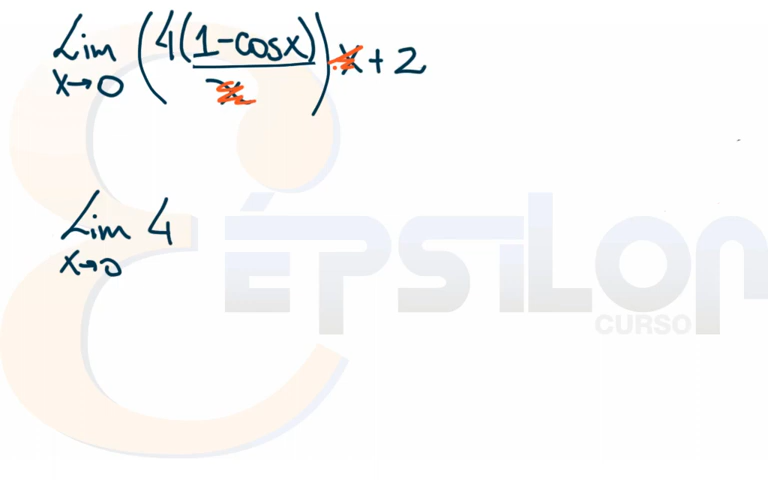 Lim (4(1-cosx)/x)·x+2
x→0
Lim 4
x→0
ÉPSILON
CURSO